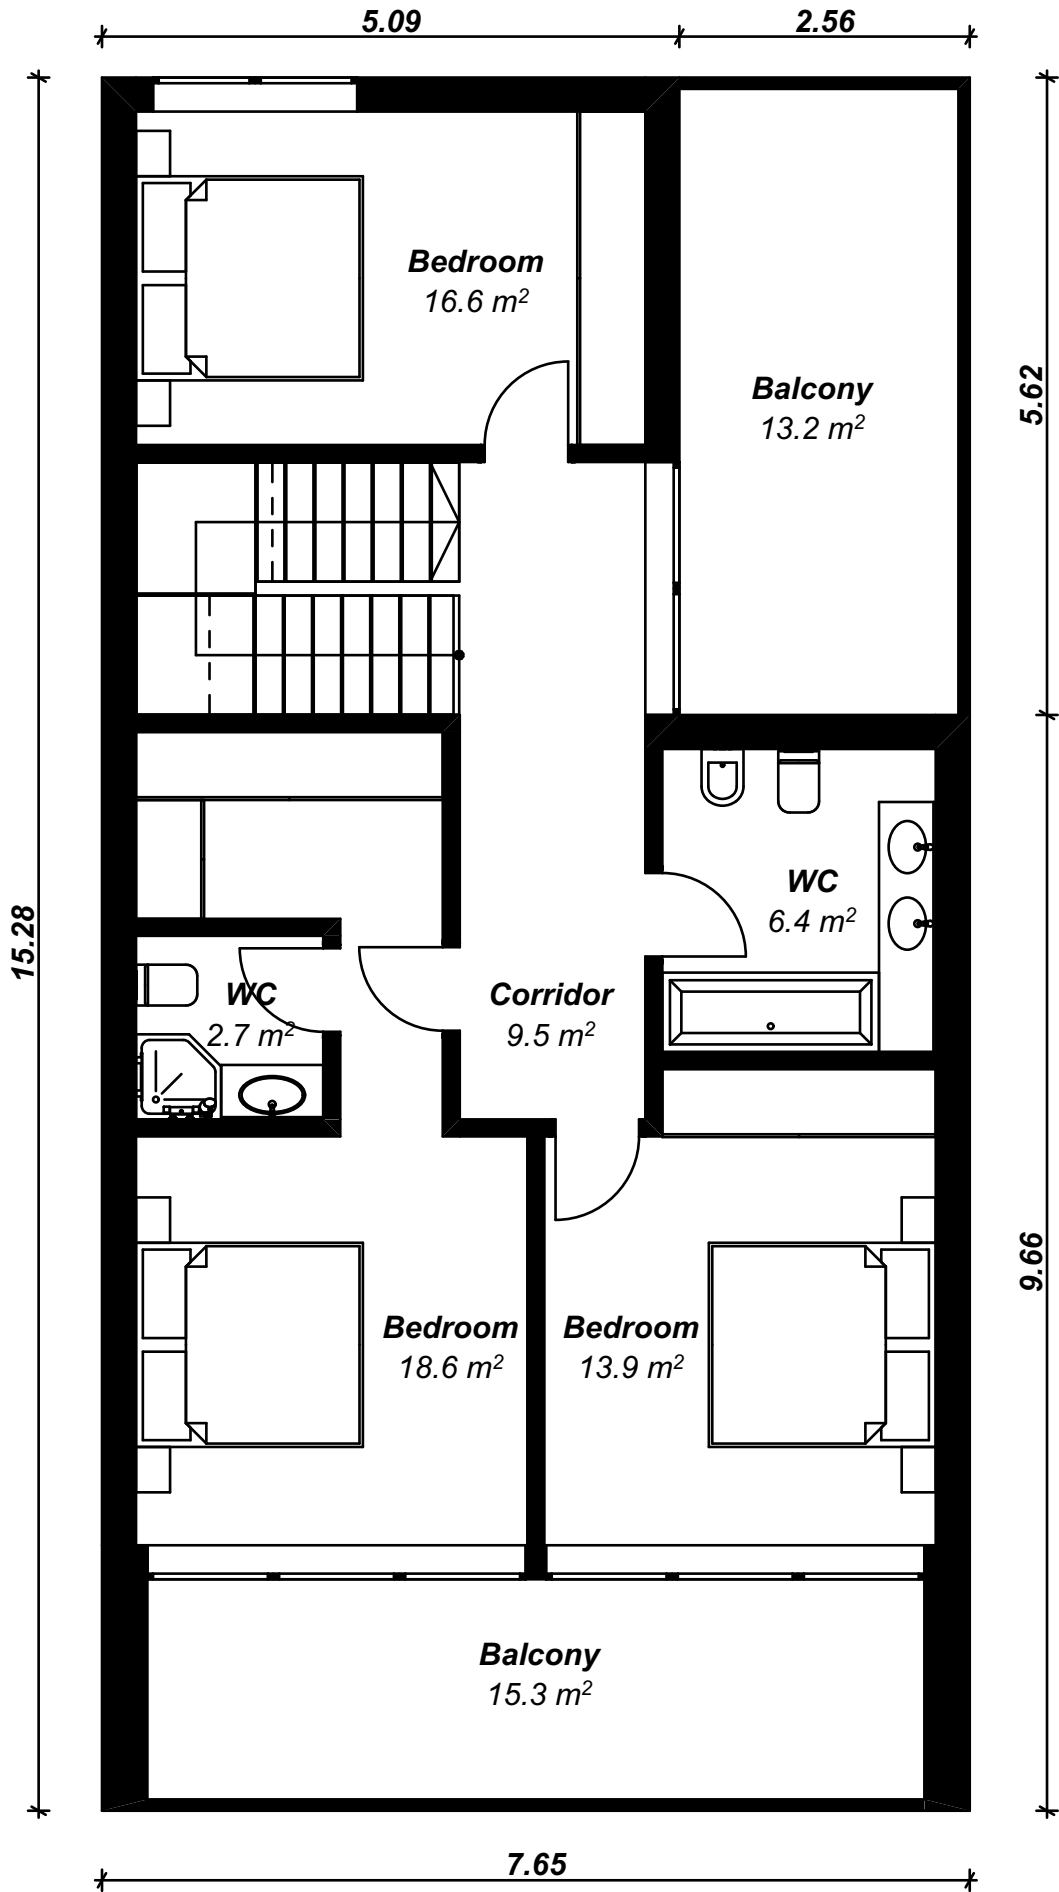 5.09
2.56
Bedroom
16.6 m²
Balcony
13.2 m²
5.62
WC
6.4 m²
15.28
WC
2.7 m²
Corridor
9.5 m²
9.66
Bedroom
18.6 m²
Bedroom
13.9 m²
Balcony
15.3 m²
7.65